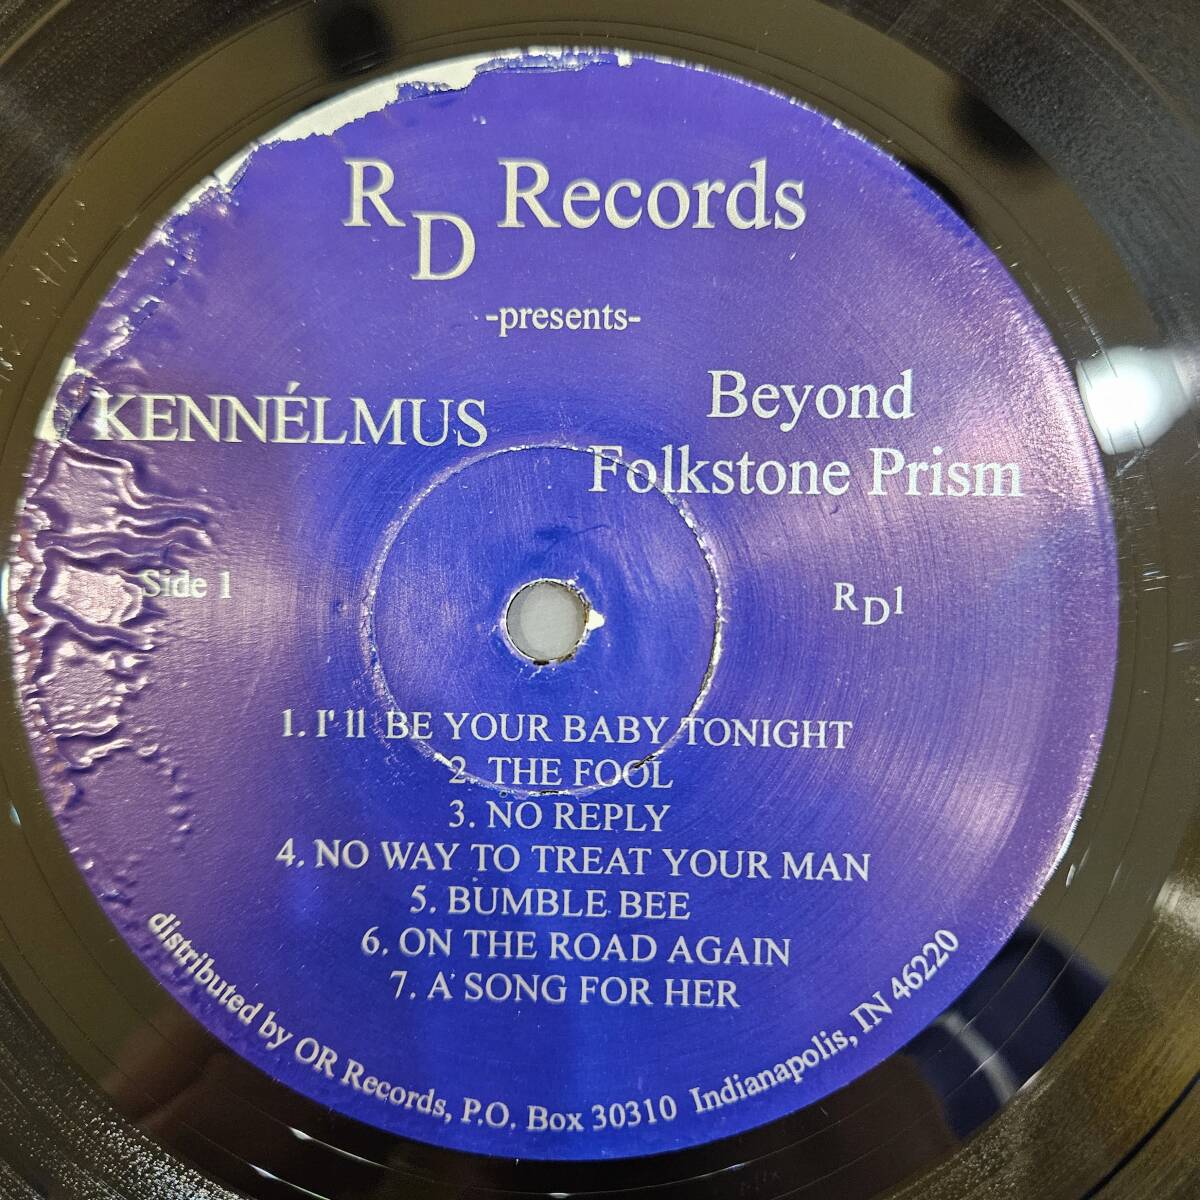 RD Records
-presents-
KENNÉLMUS
Beyond
Folkstone Prism
Side 1
RD1
1. I'll BE YOUR BABY TONIGHT
2. THE FOOL
3. NO REPLY
4. NO WAY TO TREAT YOUR MAN
5. BUMBLE BEE
6. ON THE ROAD AGAIN
7. A SONG FOR HER
distributed by OR Records, P.O. Box 30310 Indianapolis, IN 46220